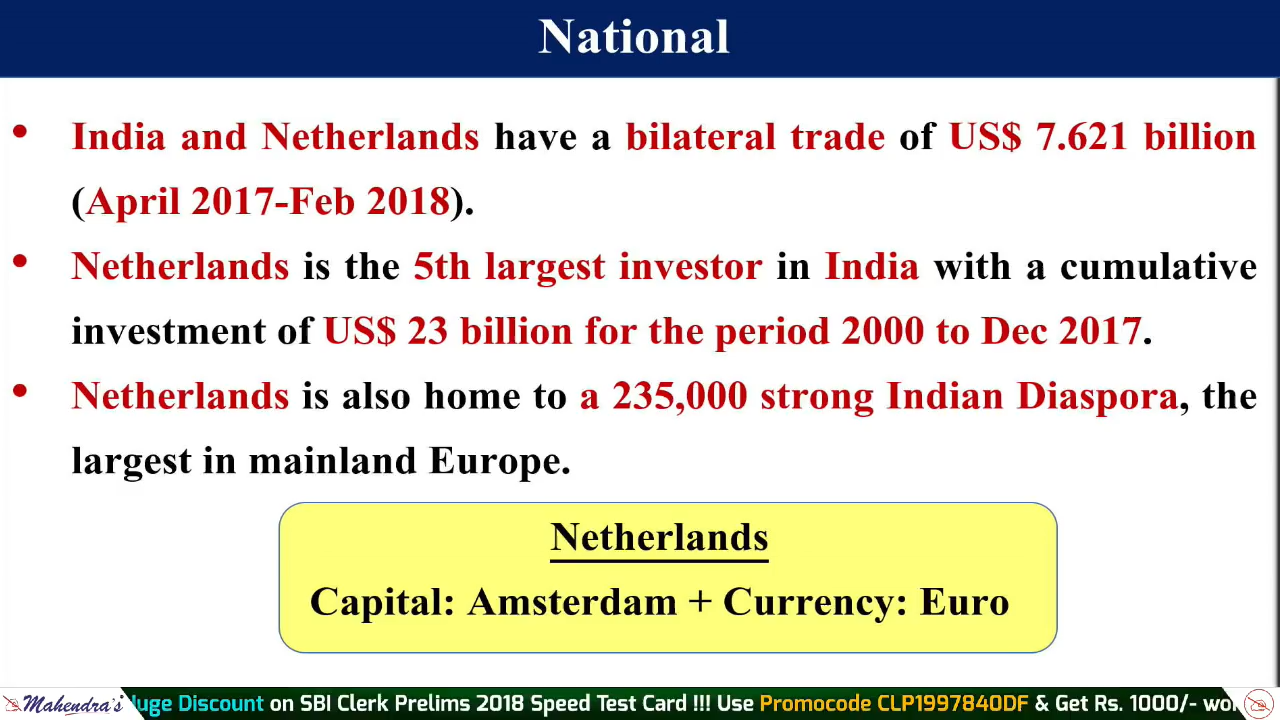 National
• India and Netherlands have a bilateral trade of US$ 7.621 billion
(April 2017-Feb 2018).
• Netherlands is the 5th largest investor in India with a cumulative
investment of US$ 23 billion for the period 2000 to Dec 2017.
• Netherlands is also home to a 235,000 strong Indian Diaspora, the
largest in mainland Europe.
Netherlands
Capital: Amsterdam + Currency: Euro
Mahendra's Discount on SBI Clerk Prelims 2018 Speed Test Card !!! Use Promocode CLP1997840DF & Get Rs. 1000/-